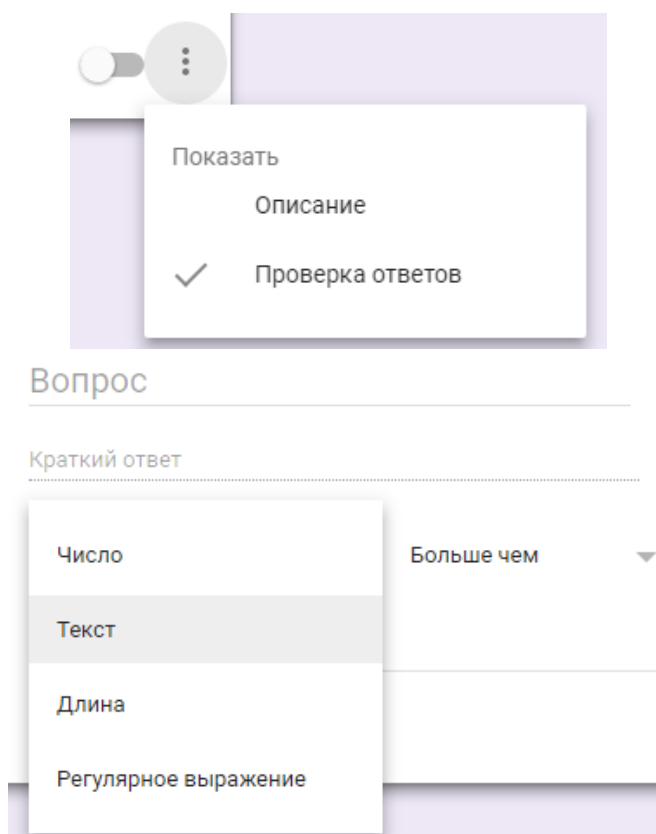 Показать
Описание
Проверка ответов
Вопрос
Краткий ответ
Число
Больше чем
Текст
Длина
Регулярное выражение